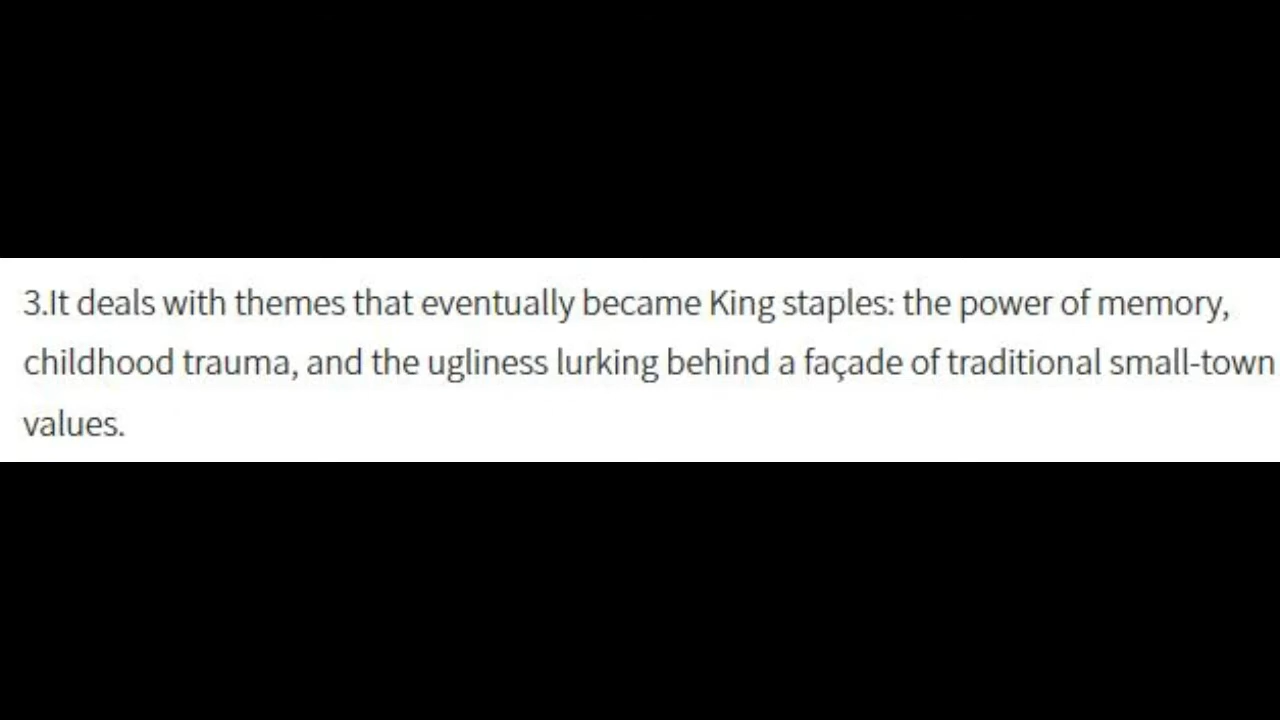 3.It deals with themes that eventually became King staples: the power of memory,
childhood trauma, and the ugliness lurking behind a façade of traditional small-town
values.